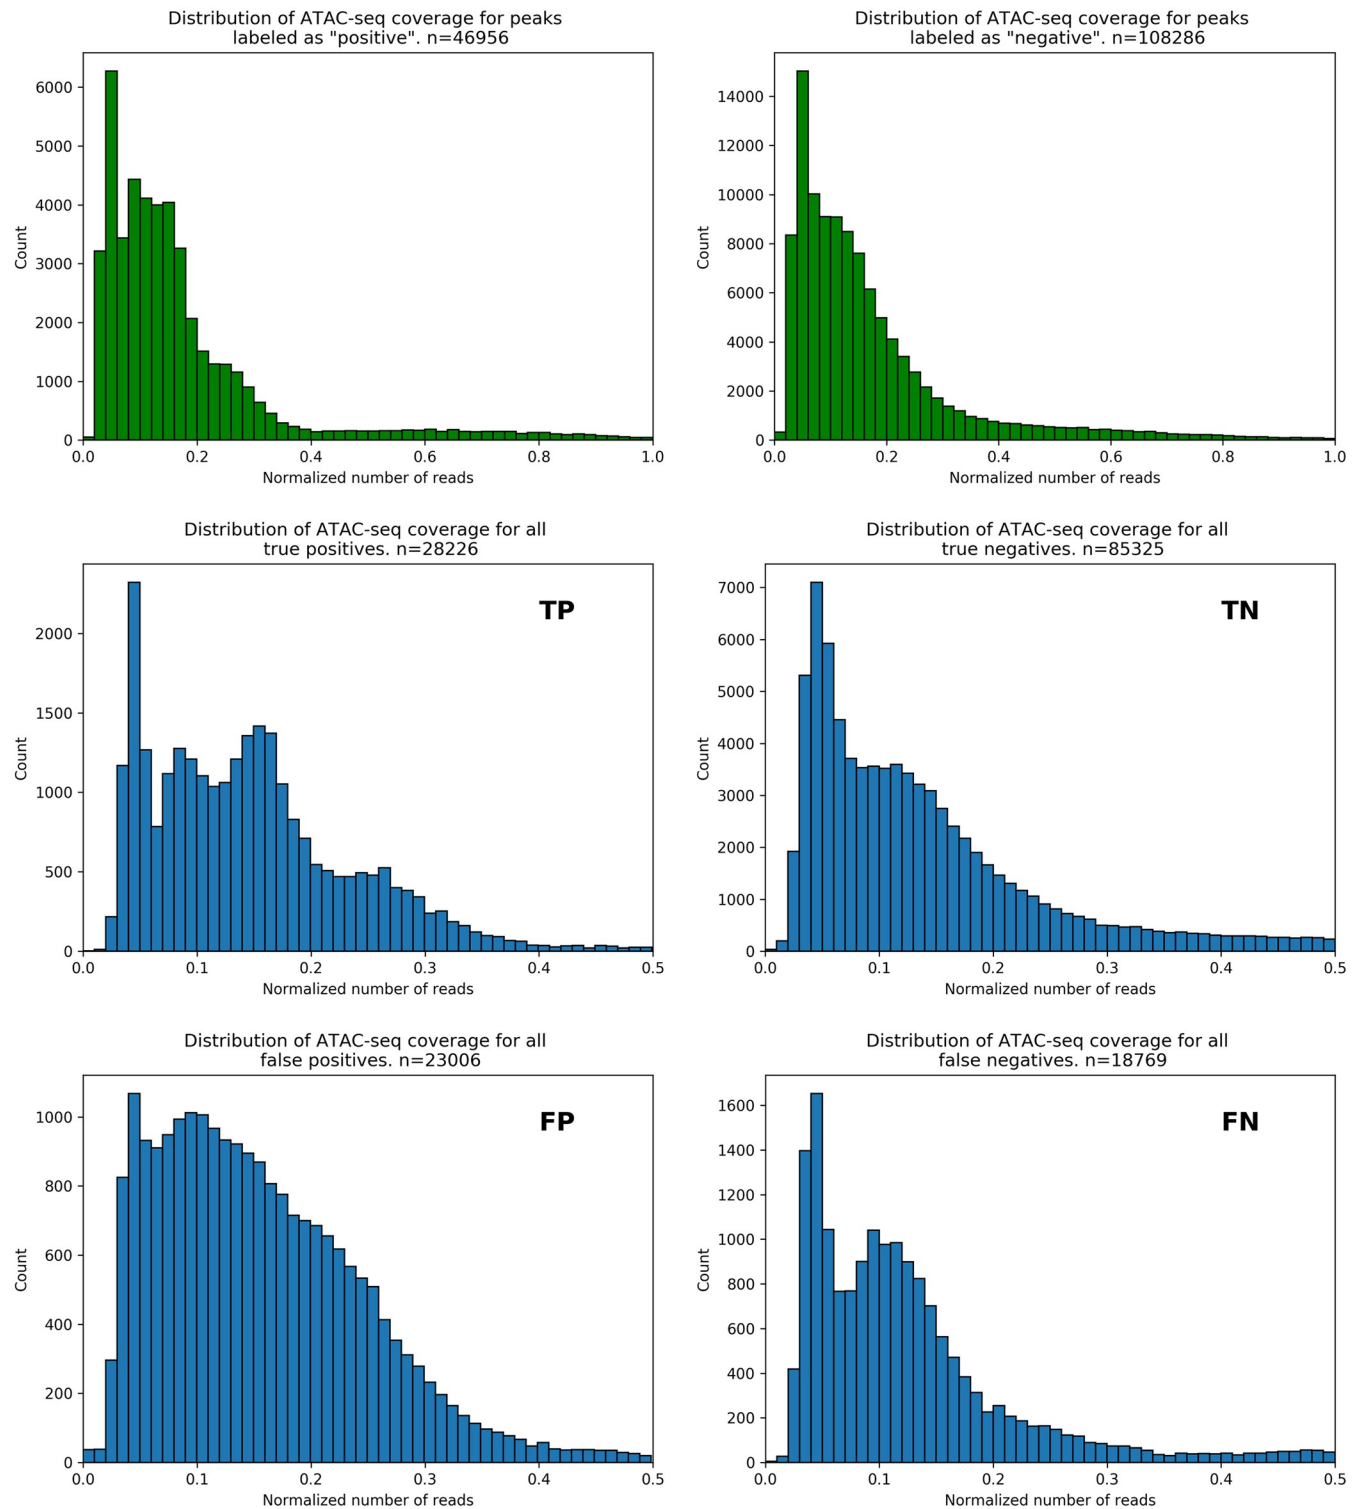 Distribution of ATAC-seq coverage for peaks
labeled as "positive". n=46956
Count
6000
5000
4000
3000
2000
1000
0
0.0 0.2 0.4 0.6 0.8 1.0
Normalized number of reads
Distribution of ATAC-seq coverage for peaks
labeled as "negative". n=108286
Count
14000
12000
10000
8000
6000
4000
2000
0
0.0 0.2 0.4 0.6 0.8 1.0
Normalized number of reads
Distribution of ATAC-seq coverage for all
true positives. n=28226
TP
Count
2000
1500
1000
500
0
0.0 0.1 0.2 0.3 0.4 0.5
Normalized number of reads
Distribution of ATAC-seq coverage for all
true negatives. n=85325
TN
Count
7000
6000
5000
4000
3000
2000
1000
0
0.0 0.1 0.2 0.3 0.4 0.5
Normalized number of reads
Distribution of ATAC-seq coverage for all
false positives. n=23006
FP
Count
1000
800
600
400
200
0
0.0 0.1 0.2 0.3 0.4 0.5
Normalized number of reads
Distribution of ATAC-seq coverage for all
false negatives. n=18769
FN
Count
1600
1400
1200
1000
800
600
400
200
0
0.0 0.1 0.2 0.3 0.4 0.5
Normalized number of reads